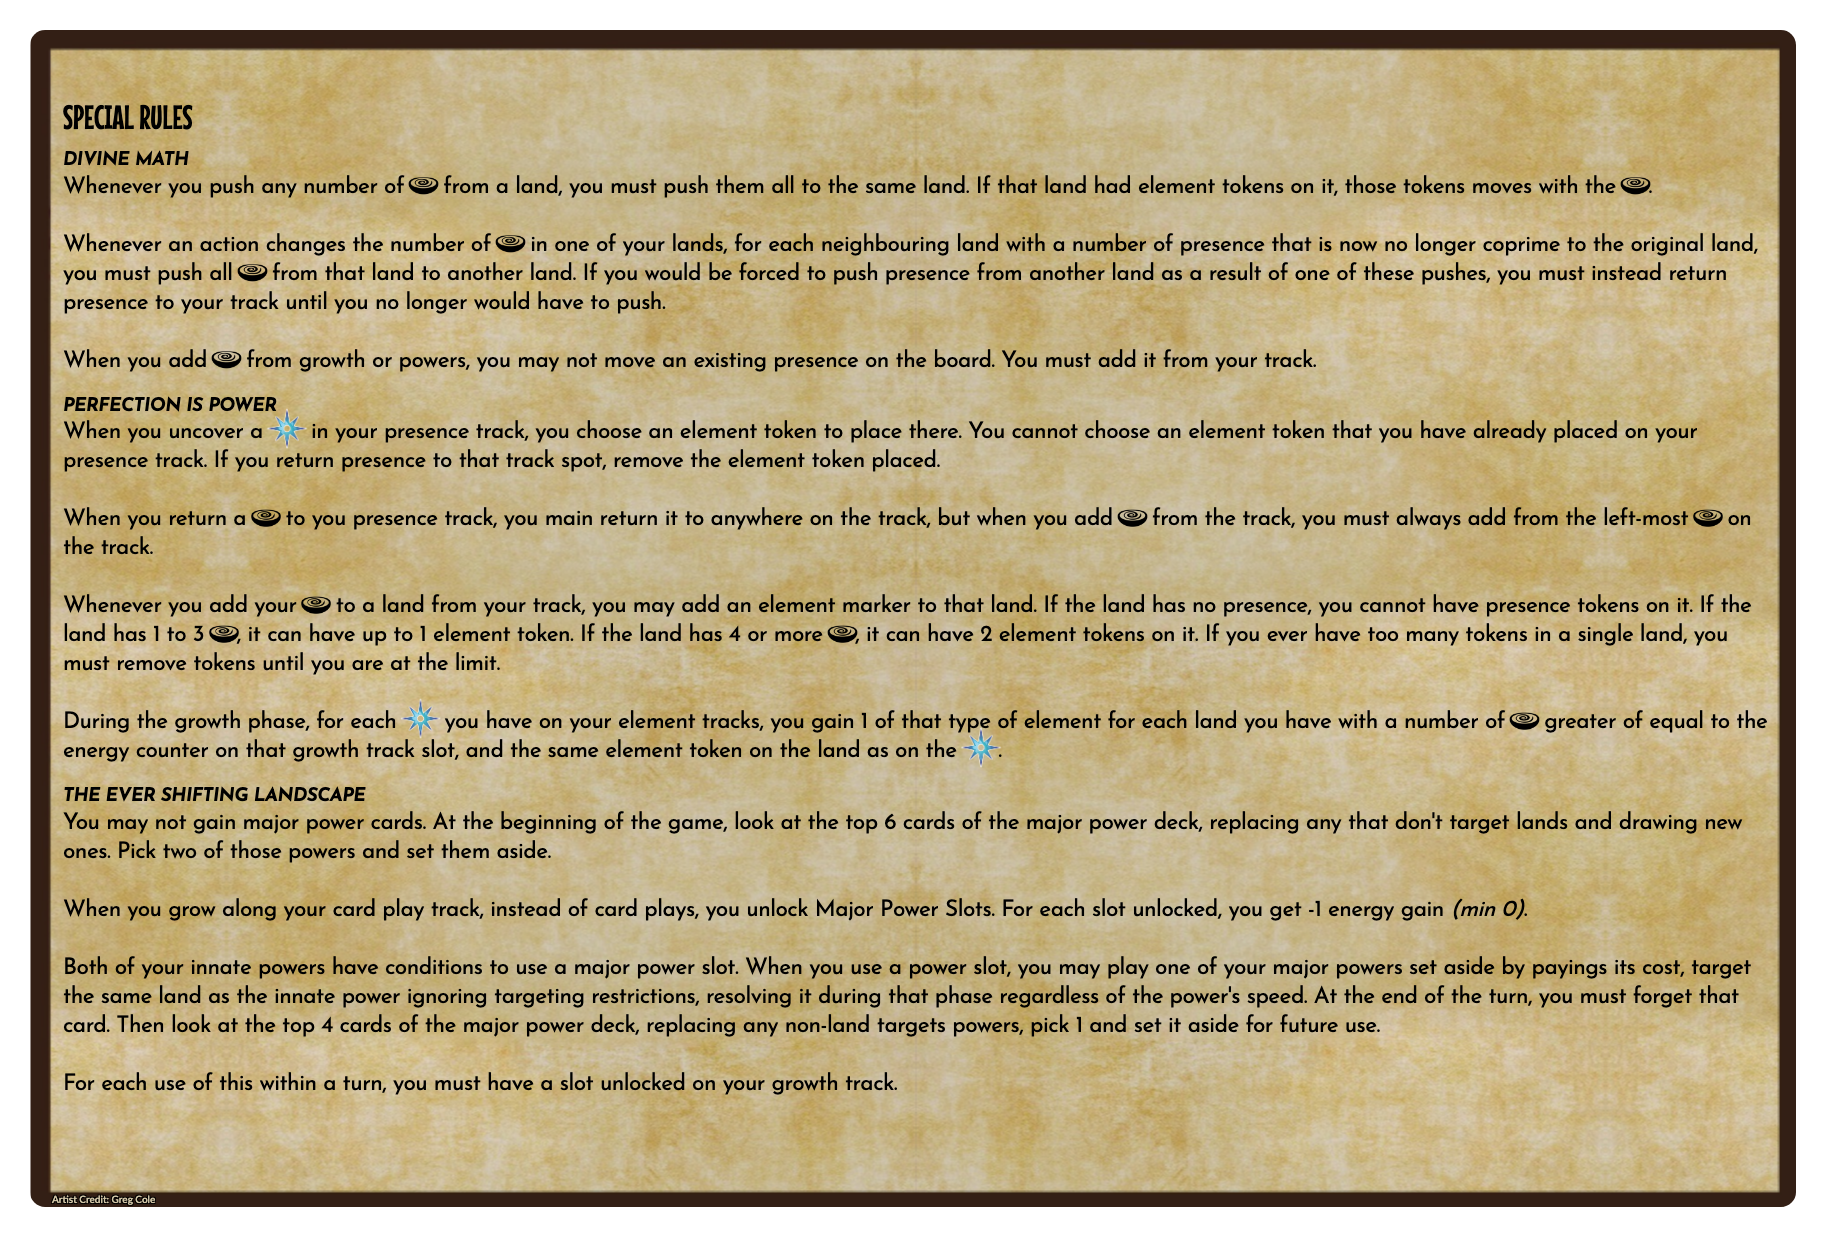 SPECIAL RULES
DIVINE MATH
Whenever you push any number of from a land, you must push them all to the same land. If that land had element tokens on it, those tokens moves with the .
Whenever an action changes the number of in one of your lands, for each neighbouring land with a number of presence that is now no longer coprime to the original land,
you must push all from that land to another land. If you would be forced to push presence from another land as a result of one of these pushes, you must instead return
presence to your track until you no longer would have to push.
When you add from growth or powers, you may not move an existing presence on the board. You must add it from your track.
PERFECTION IS POWER
When you uncover a in your presence track, you choose an element token to place there. You cannot choose an element token that you have already placed on your
presence track. If you return presence to that track spot, remove the element token placed.
When you return a to you presence track, you main return it to anywhere on the track, but when you add from the track, you must always add from the left-most on
the track.
Whenever you add your to a land from your track, you may add an element marker to that land. If the land has no presence, you cannot have presence tokens on it. If the
land has 1 to 3 , it can have up to 1 element token. If the land has 4 or more , it can have 2 element tokens on it. If you ever have too many tokens in a single land, you
must remove tokens until you are at the limit.
During the growth phase, for each you have on your element tracks, you gain 1 of that type of element for each land you have with a number of greater of equal to the
energy counter on that growth track slot, and the same element token on the land as on the .
THE EVER SHIFTING LANDSCAPE
You may not gain major power cards. At the beginning of the game, look at the top 6 cards of the major power deck, replacing any that don't target lands and drawing new
ones. Pick two of those powers and set them aside.
When you grow along your card play track, instead of card plays, you unlock Major Power Slots. For each slot unlocked, you get -1 energy gain (min 0).
Both of your innate powers have conditions to use a major power slot. When you use a power slot, you may play one of your major powers set aside by payings its cost, target
the same land as the innate power ignoring targeting restrictions, resolving it during that phase regardless of the power's speed. At the end of the turn, you must forget that
card. Then look at the top 4 cards of the major power deck, replacing any non-land targets powers, pick 1 and set it aside for future use.
For each use of this within a turn, you must have a slot unlocked on your growth track.
Artist Credit: Greg Cole